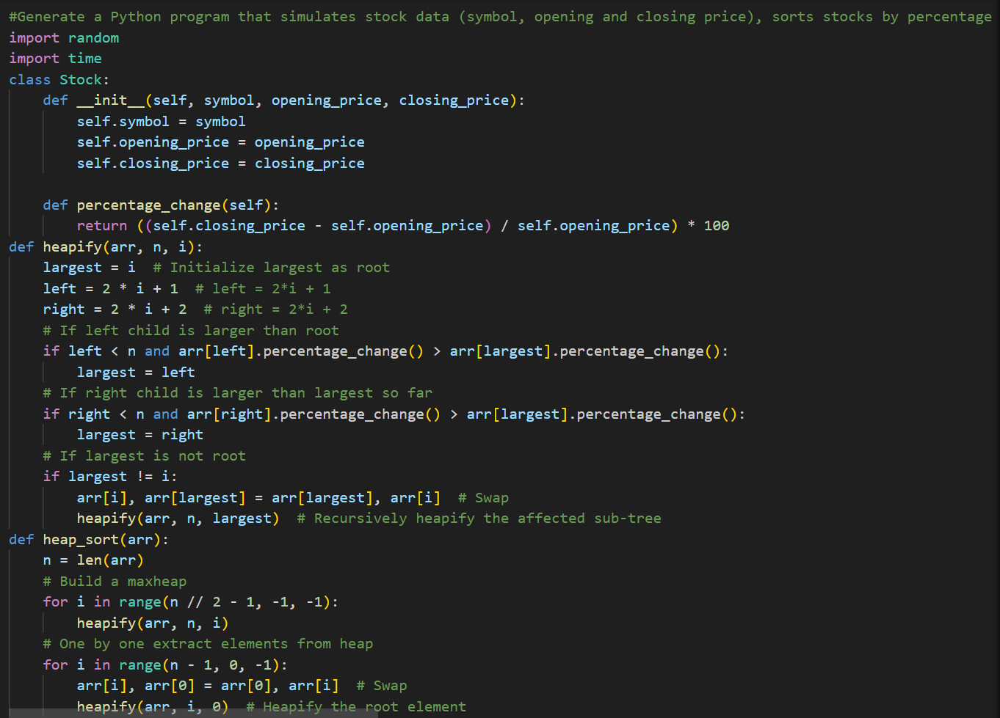 #Generate a Python program that simulates stock data (symbol, opening and closing price), sorts stocks by percentage
import random
import time
class Stock:
    def __init__(self, symbol, opening_price, closing_price):
        self.symbol = symbol
        self.opening_price = opening_price
        self.closing_price = closing_price

    def percentage_change(self):
        return ((self.closing_price - self.opening_price) / self.opening_price) * 100
def heapify(arr, n, i):
    largest = i  # Initialize largest as root
    left = 2 * i + 1  # left = 2*i + 1
    right = 2 * i + 2  # right = 2*i + 2
    # If left child is larger than root
    if left < n and arr[left].percentage_change() > arr[largest].percentage_change():
        largest = left
    # If right child is larger than largest so far
    if right < n and arr[right].percentage_change() > arr[largest].percentage_change():
        largest = right
    # If largest is not root
    if largest != i:
        arr[i], arr[largest] = arr[largest], arr[i]  # Swap
        heapify(arr, n, largest)  # Recursively heapify the affected sub-tree
def heap_sort(arr):
    n = len(arr)
    # Build a maxheap
    for i in range(n // 2 - 1, -1, -1):
        heapify(arr, n, i)
    # One by one extract elements from heap
    for i in range(n - 1, 0, -1):
        arr[i], arr[0] = arr[0], arr[i]  # Swap
        heapify(arr, i, 0)  # Heapify the root element